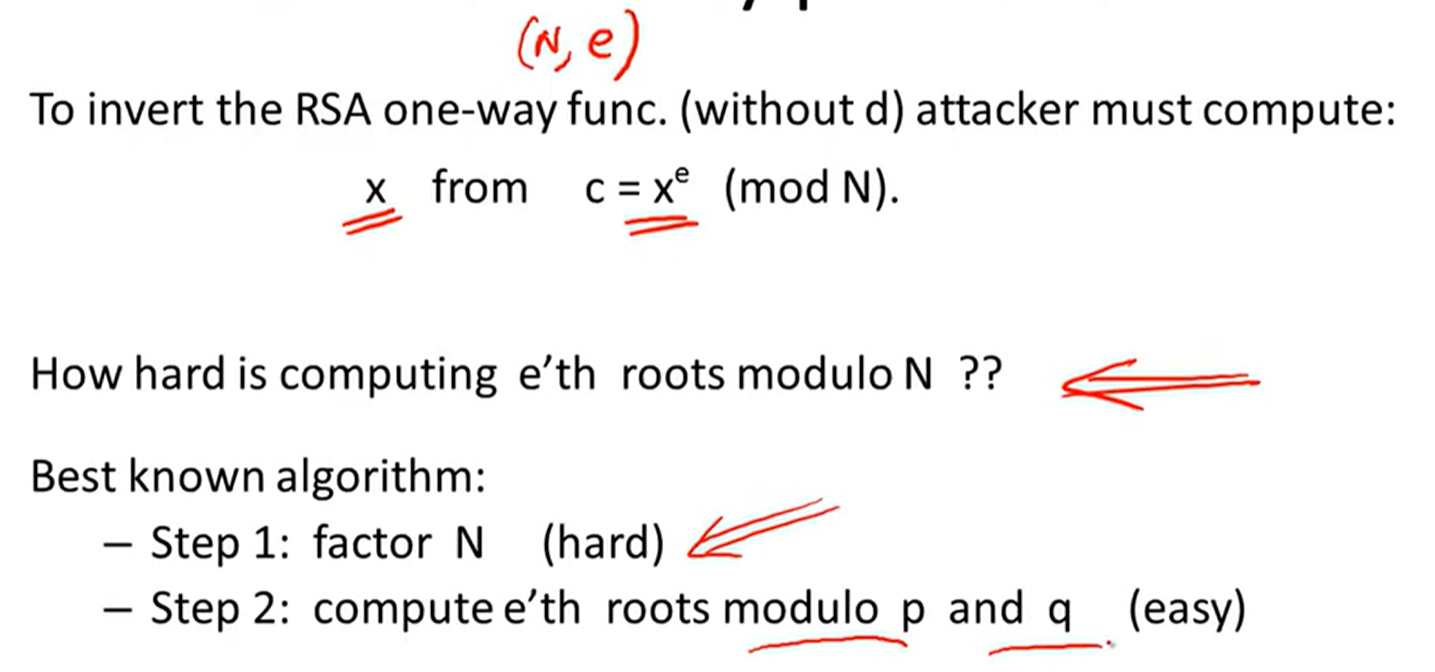 (N, e)
To invert the RSA one-way func. (without d) attacker must compute:
x from c = xᵉ (mod N).
How hard is computing e’th roots modulo N ??
Best known algorithm:
– Step 1: factor N (hard)
– Step 2: compute e’th roots modulo p and q (easy)